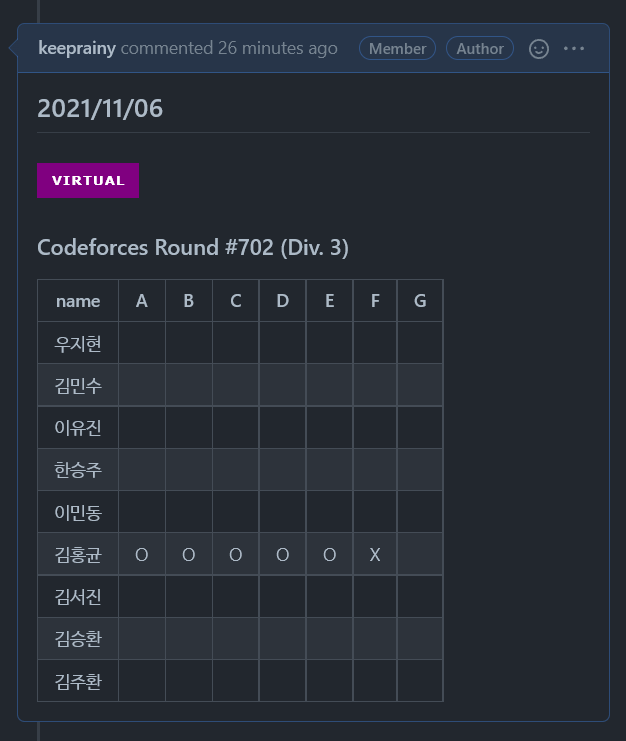 keeprainy commented 26 minutes ago Member Author
2021/11/06
VIRTUAL
Codeforces Round #702 (Div. 3)
name A B C D E F G
우지현
김민수
이유진
한승주
이민동
김홍균 O O O O O X
김서진
김승환
김주환